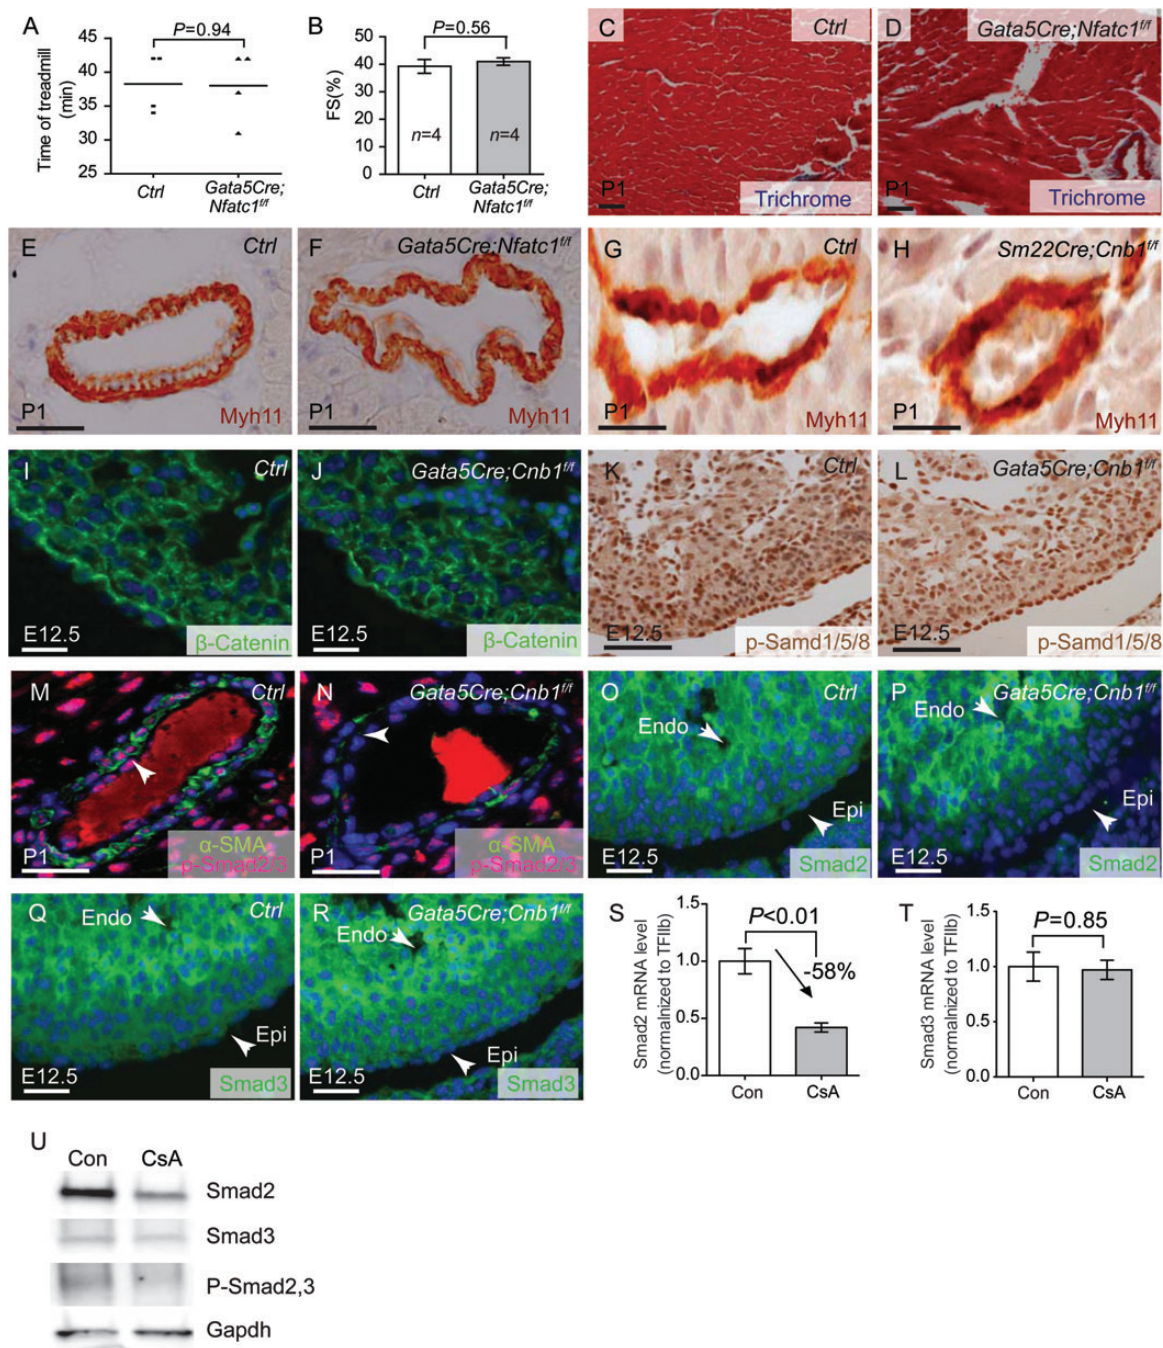 A
P=0.94
Time of treadmill
(min)
45
40
35
30
25
Ctrl
Gata5Cre;
Nfatc1f/f
B
P=0.56
FS(%)
50
40
30
20
10
0
n=4
n=4
Ctrl
Gata5Cre;
Nfatc1f/f
C
Ctrl
P1
Trichrome
D
Gata5Cre;Nfatc1f/f
P1
Trichrome
E
Ctrl
P1
Myh11
F
Gata5Cre;Nfatc1f/f
P1
Myh11
G
Ctrl
P1
Myh11
H
Sm22Cre;Cnb1f/f
P1
Myh11
I
Ctrl
E12.5
β-Catenin
J
Gata5Cre;Cnb1f/f
E12.5
β-Catenin
K
Ctrl
E12.5
p-Samd1/5/8
L
Gata5Cre;Cnb1f/f
E12.5
p-Samd1/5/8
M
Ctrl
α-SMA
P1
p-Smad2/3
N
Gata5Cre;Cnb1f/f
α-SMA
P1
p-Smad2/3
O
Ctrl
Endo
Epi
E12.5
Smad2
P
Gata5Cre;Cnb1f/f
Endo
Epi
E12.5
Smad2
Q
Ctrl
Endo
Epi
E12.5
Smad3
R
Gata5Cre;Cnb1f/f
Endo
Epi
E12.5
Smad3
S
P<0.01
-58%
Smad2 mRNA level
(normalnized to TFIIb)
1.5
1.0
0.5
1.0
Con
CsA
T
P=0.85
Smad3 mRNA level
(normalnized to TFIIb)
1.5
1.0
0.5
0.0
Con
CsA
U
Con
CsA
Smad2
Smad3
P-Smad2,3
Gapdh